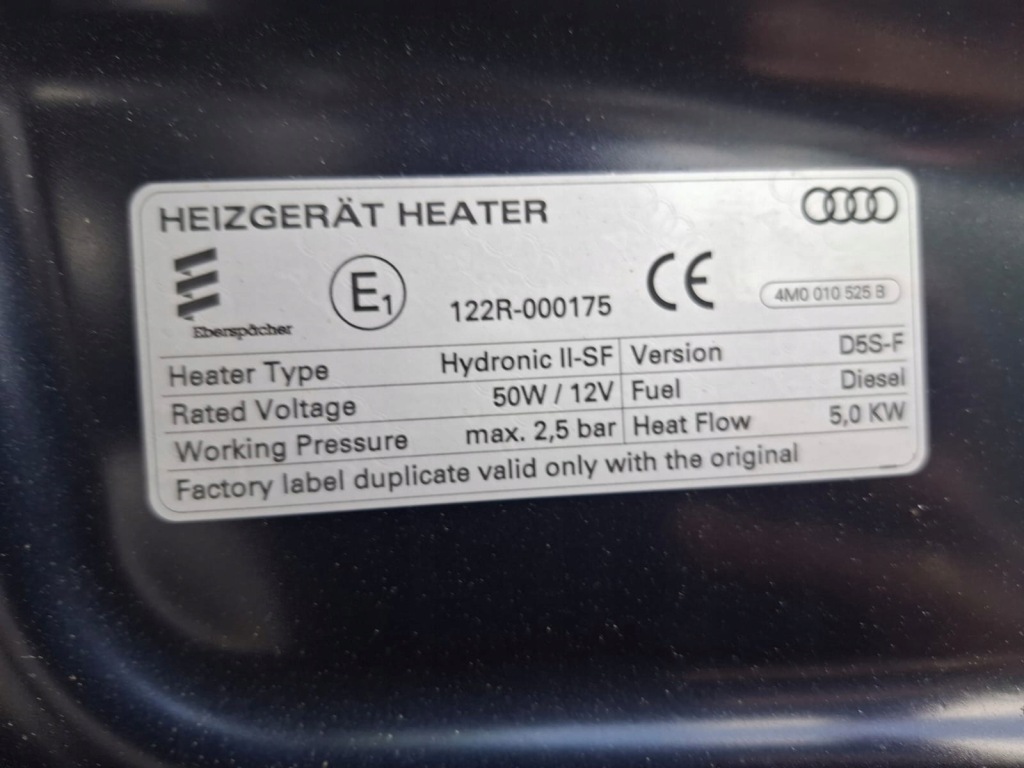 HEIZGERÄT HEATER
Eberspächer
E1
122R-000175
CE
4M0 010 525 B
Heater Type Hydronic II-SF Version D5S-F
Rated Voltage 50W / 12V Fuel Diesel
Working Pressure max. 2,5 bar Heat Flow 5,0 KW
Factory label duplicate valid only with the original